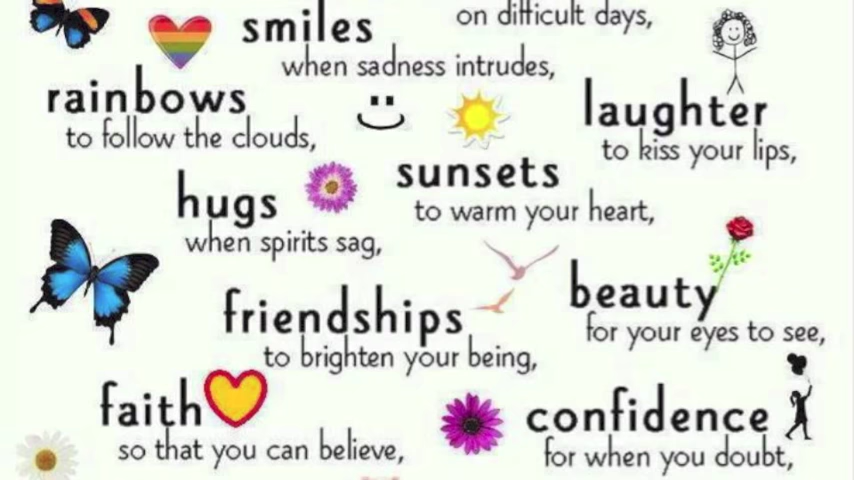 on difficult days,
smiles
when sadness intrudes,
rainbows
to follow the clouds,
laughter
to kiss your lips,
sunsets
to warm your heart,
hugs
when spirits sag,
beauty
for your eyes to see,
friendships
to brighten your being,
faith
so that you can believe,
confidence
for when you doubt,